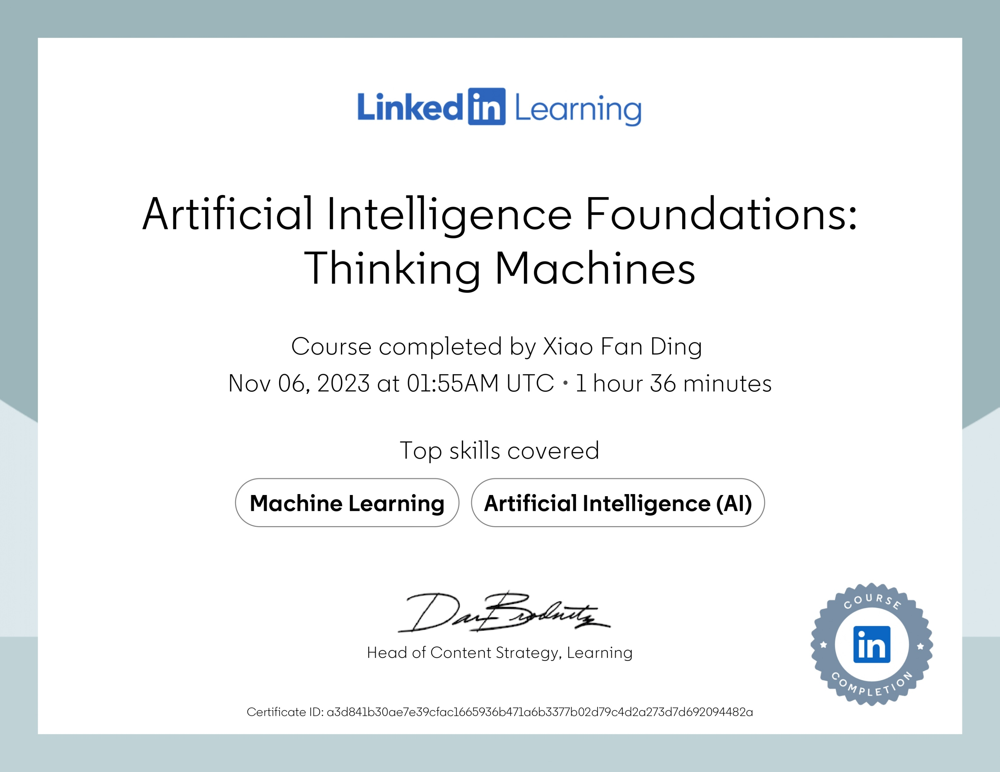 Linked in Learning
Artificial Intelligence Foundations:
Thinking Machines
Course completed by Xiao Fan Ding
Nov 06, 2023 at 01:55AM UTC • 1 hour 36 minutes
Top skills covered
Machine Learning
Artificial Intelligence (AI)
Dan Brodnitz
Head of Content Strategy, Learning
COURSE
in
COMPLETION
Certificate ID: a3d841b30ae7e39cfac1665936b471a6b3377b02d79c4d2a273d7d692094482a